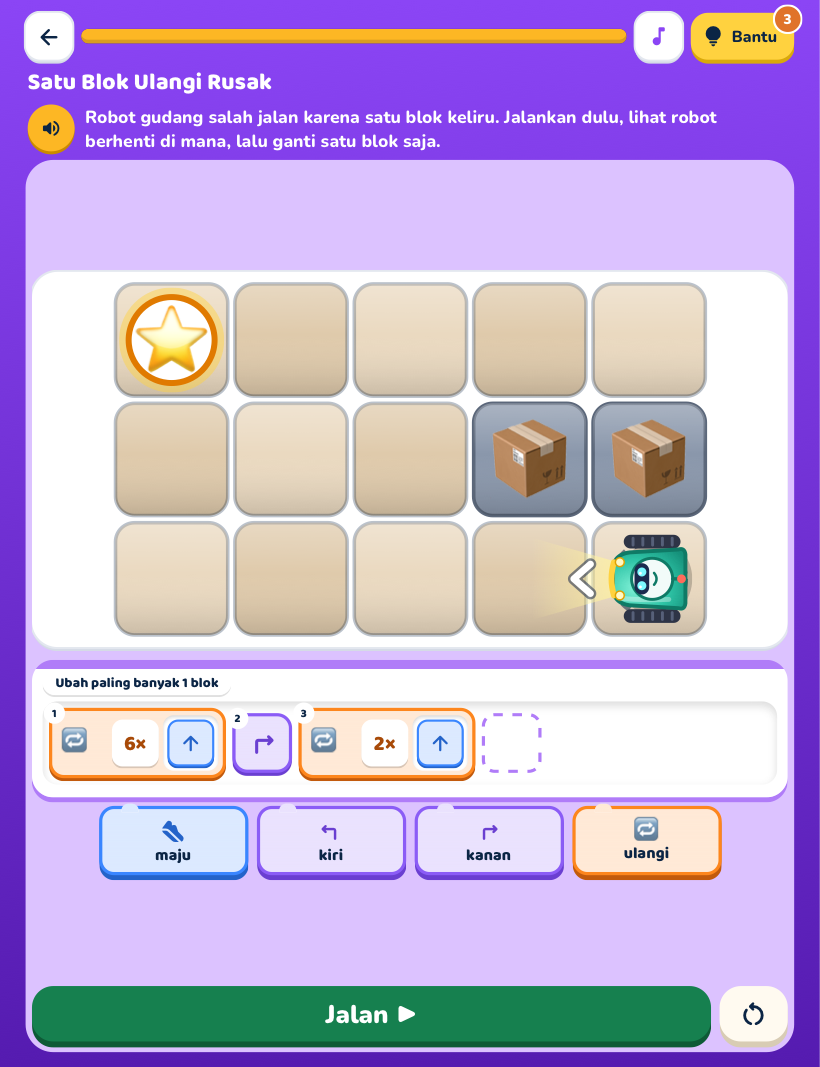 3
Bantu
Satu Blok Ulangi Rusak
Robot gudang salah jalan karena satu blok keliru. Jalankan dulu, lihat robot
berhenti di mana, lalu ganti satu blok saja.
Ubah paling banyak 1 blok
1
6×
2
3
2×
maju
kiri
kanan
ulangi
Jalan